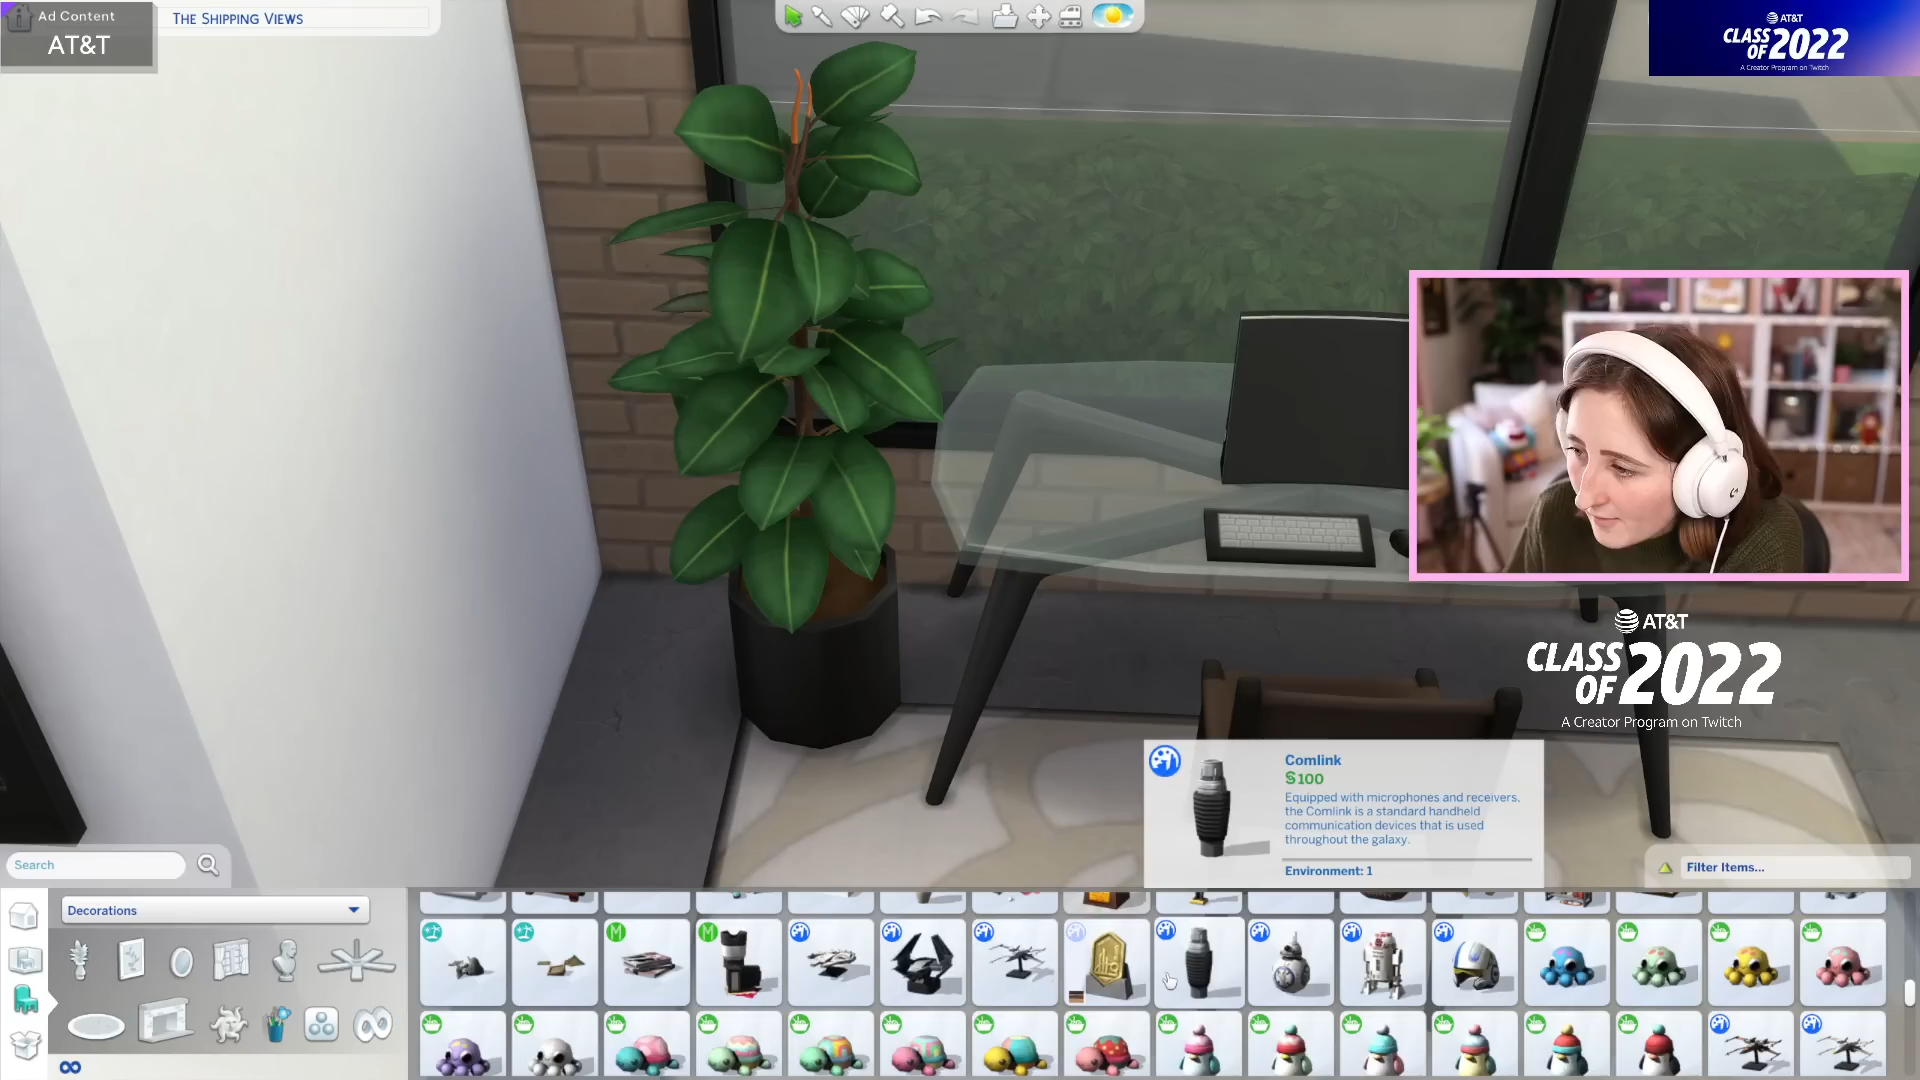 Ad Content
AT&T
THE SHIPPING VIEWS
AT&T
CLASS
OF 2022
A Creator Program on Twitch
AT&T
CLASS
OF 2022
A Creator Program on Twitch
Comlink
§100
Equipped with microphones and receivers,
the Comlink is a standard handheld
communication devices that is used
throughout the galaxy.
Environment: 1
Search
Filter Items...
Decorations